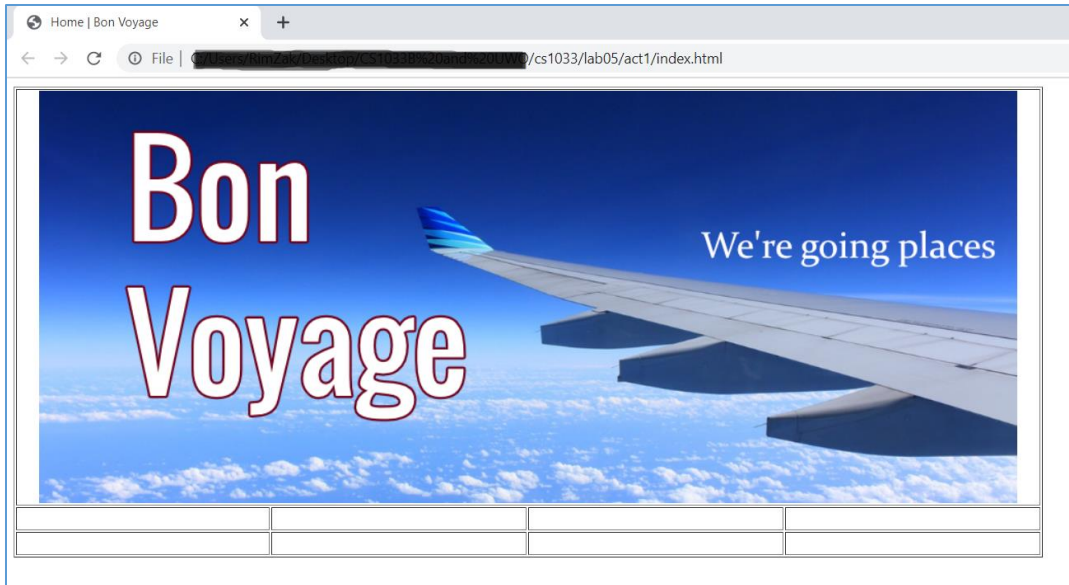 Home | Bon Voyage
File | /cs1033/lab05/act1/index.html
Bon
Voyage
We're going places